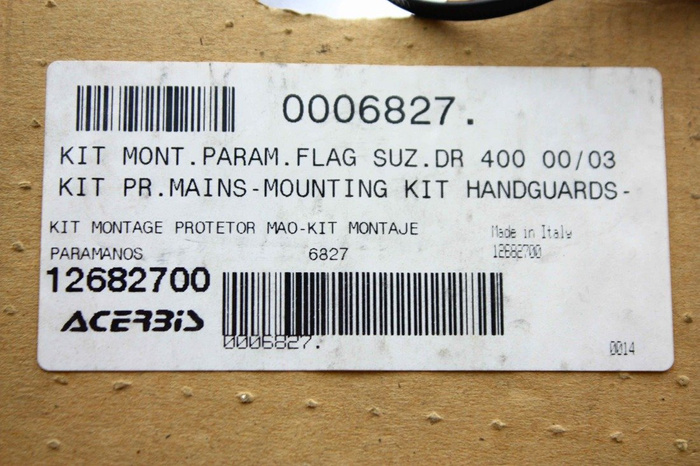 0006827.
KIT MONT.PARAM.FLAG SUZ.DR 400 00/03
KIT PR.MAINS-MOUNTING KIT HANDGUARDS-
KIT MONTAGE PROTETOR MAO-KIT MONTAJE
PARAMANOS 6827
Made in Italy
12682700
12682700
ACERBIS
0006827.
0014